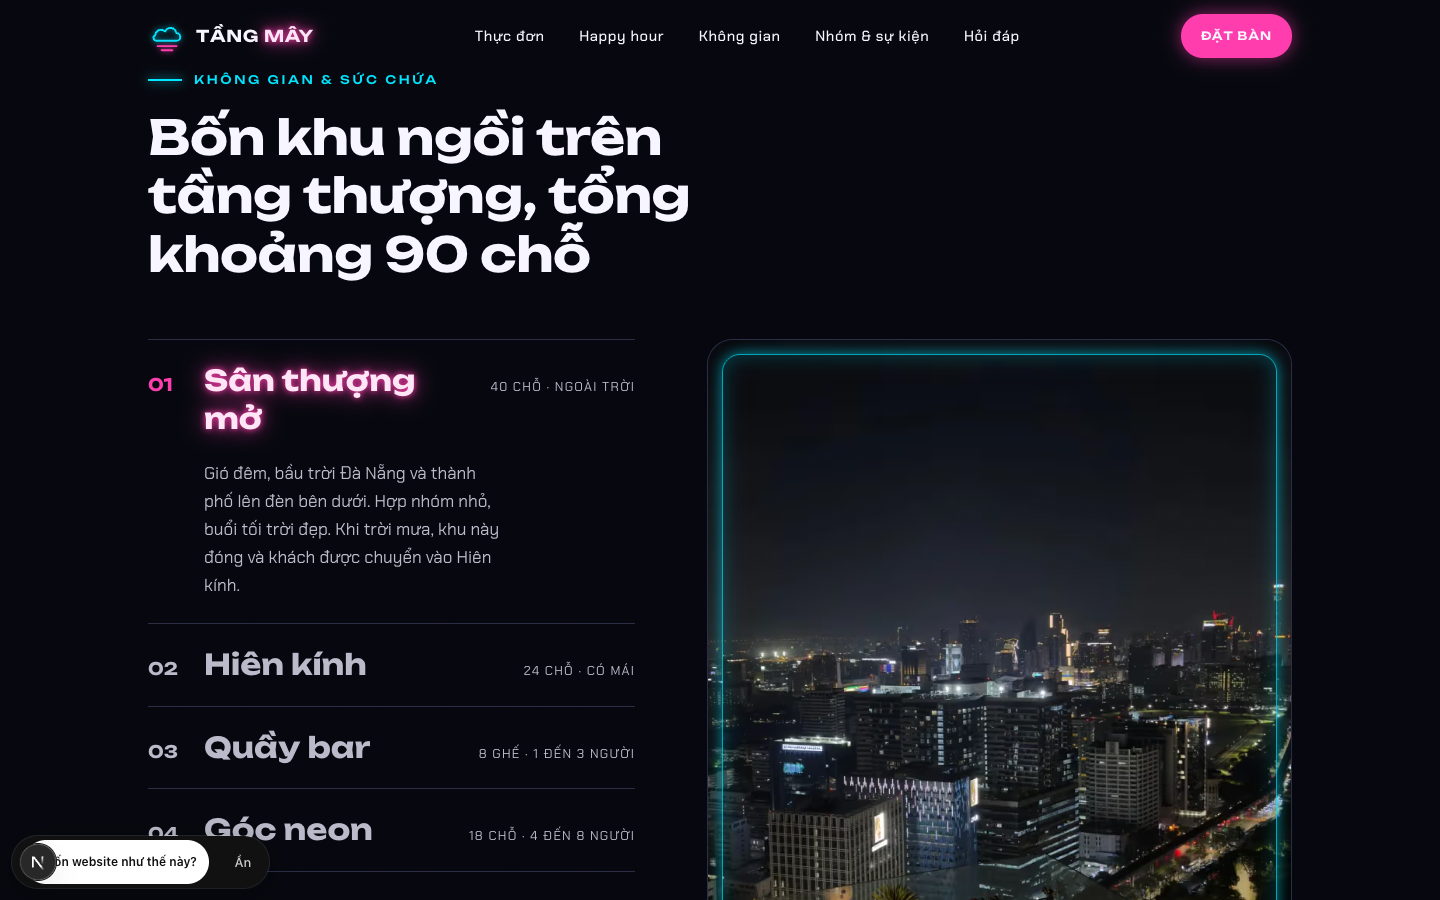 TẦNG MÂY
Thực đơn
Happy hour
Không gian
Nhóm & sự kiện
Hỏi đáp
ĐẶT BÀN
KHÔNG GIAN & SỨC CHỨA
Bốn khu ngồi trên
tầng thượng, tổng
khoảng 90 chỗ
01
Sân thượng
mở
40 CHỖ · NGOÀI TRỜI
Gió đêm, bầu trời Đà Nẵng và thành
phố lên đèn bên dưới. Hợp nhóm nhỏ,
buổi tối trời đẹp. Khi trời mưa, khu này
đóng và khách được chuyển vào Hiên
kính.
02
Hiên kính
24 CHỖ · CÓ MÁI
03
Quầy bar
8 GHẾ · 1 ĐẾN 3 NGƯỜI
04
Góc neon
18 CHỖ · 4 ĐẾN 8 NGƯỜI
website như thế này?
Ẩn